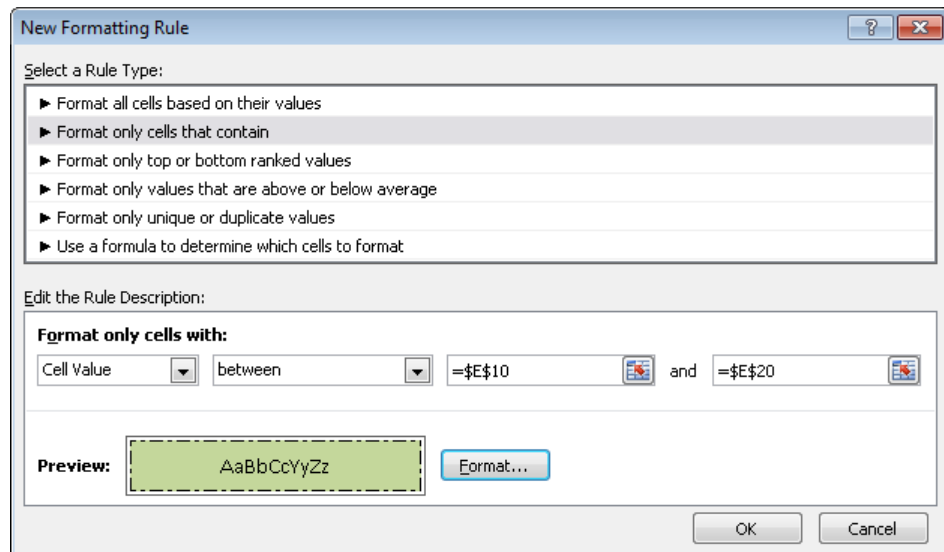 New Formatting Rule
Select a Rule Type:
► Format all cells based on their values
► Format only cells that contain
► Format only top or bottom ranked values
► Format only values that are above or below average
► Format only unique or duplicate values
► Use a formula to determine which cells to format
Edit the Rule Description:
Format only cells with:
Cell Value between =$E$10 and =$E$20
Preview: AaBbCcYyZz Format...
OK Cancel